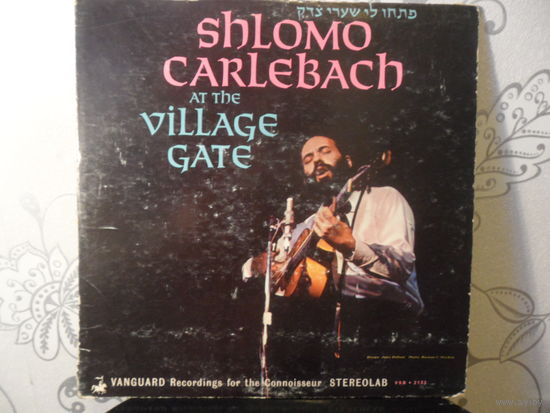 פתחו לי שערי צדק
SHLOMO
CARLEBACH
AT THE
VILLAGE
GATE
VANGUARD Recordings for the Connoisseur STEREOLAB